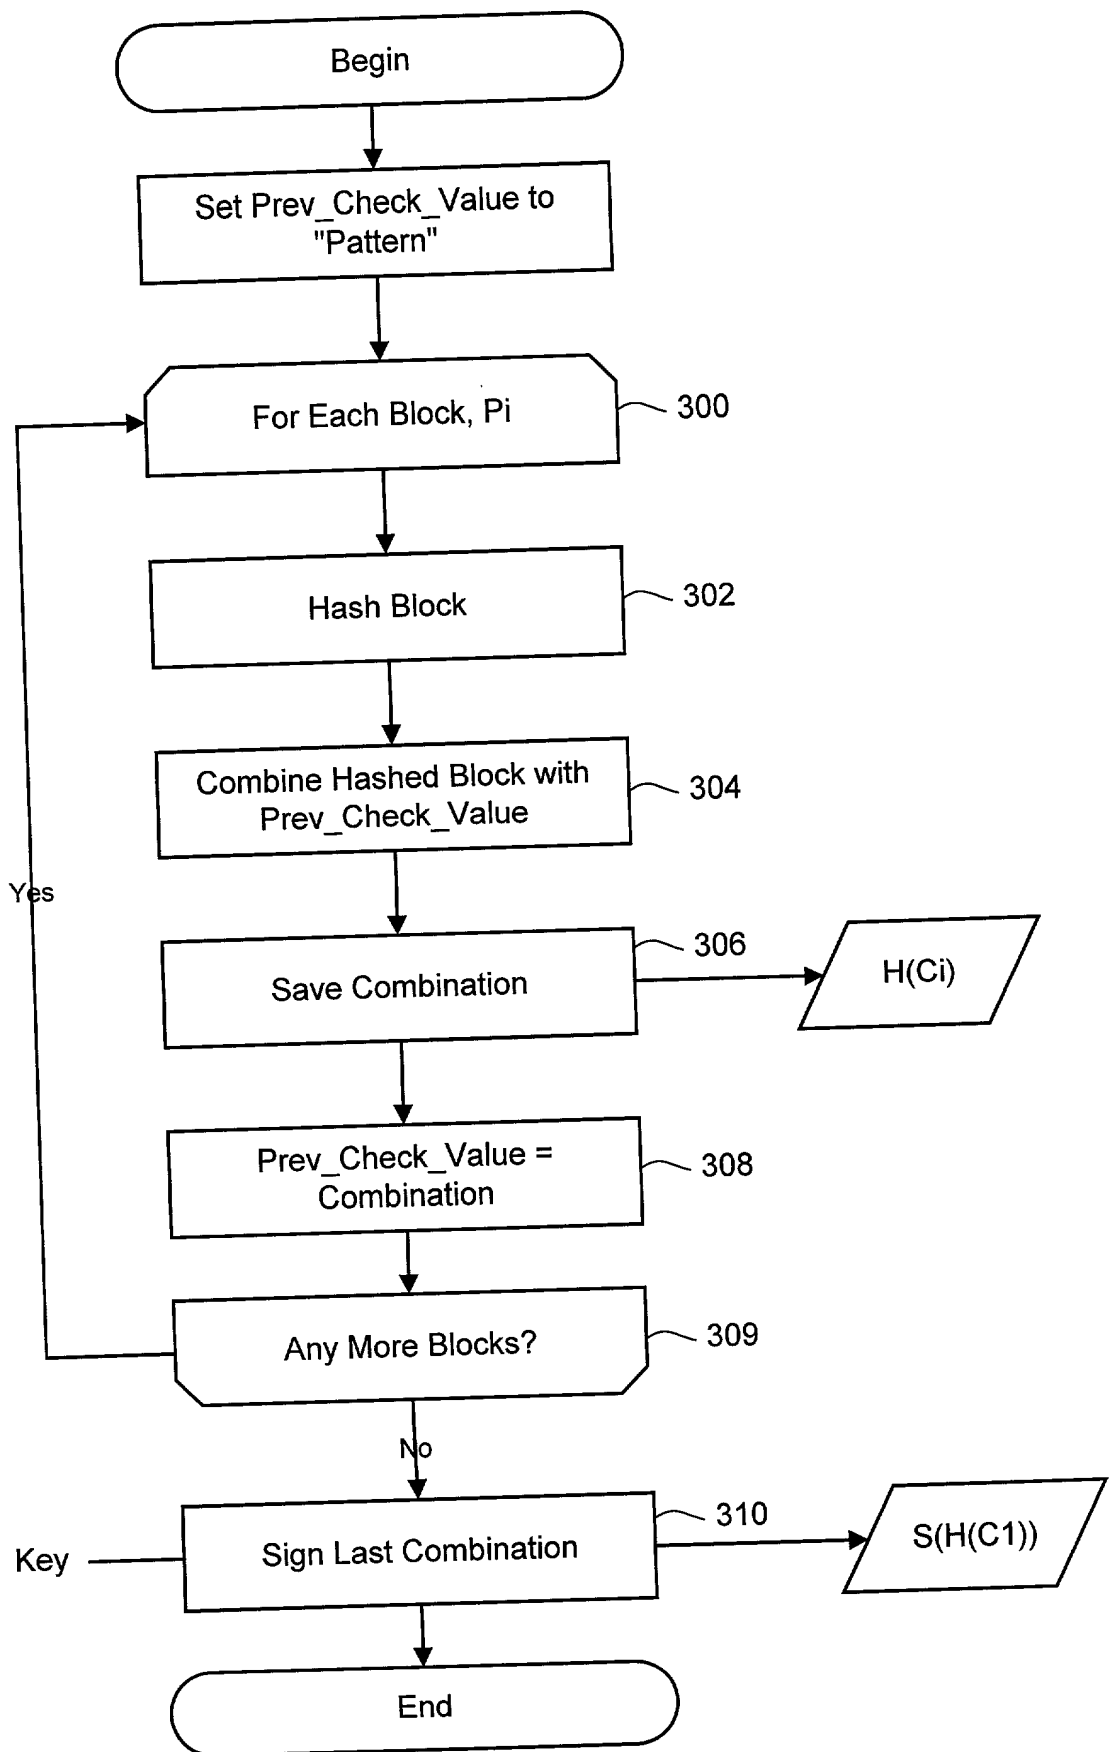 Begin
Set Prev_Check_Value to
"Pattern"
For Each Block, Pi
300
Hash Block
302
Combine Hashed Block with
Prev_Check_Value
304
Yes
Save Combination
306
H(Ci)
Prev_Check_Value =
Combination
308
Any More Blocks?
309
No
Key
Sign Last Combination
310
S(H(C1))
End